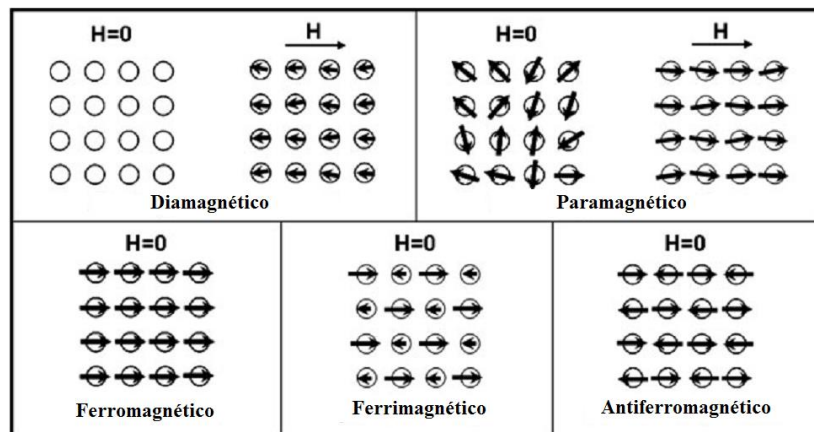 H=0
H
Diamagnético
H=0
H
Paramagnético
H=0
Ferromagnético
H=0
Ferrimagnético
H=0
Antiferromagnético